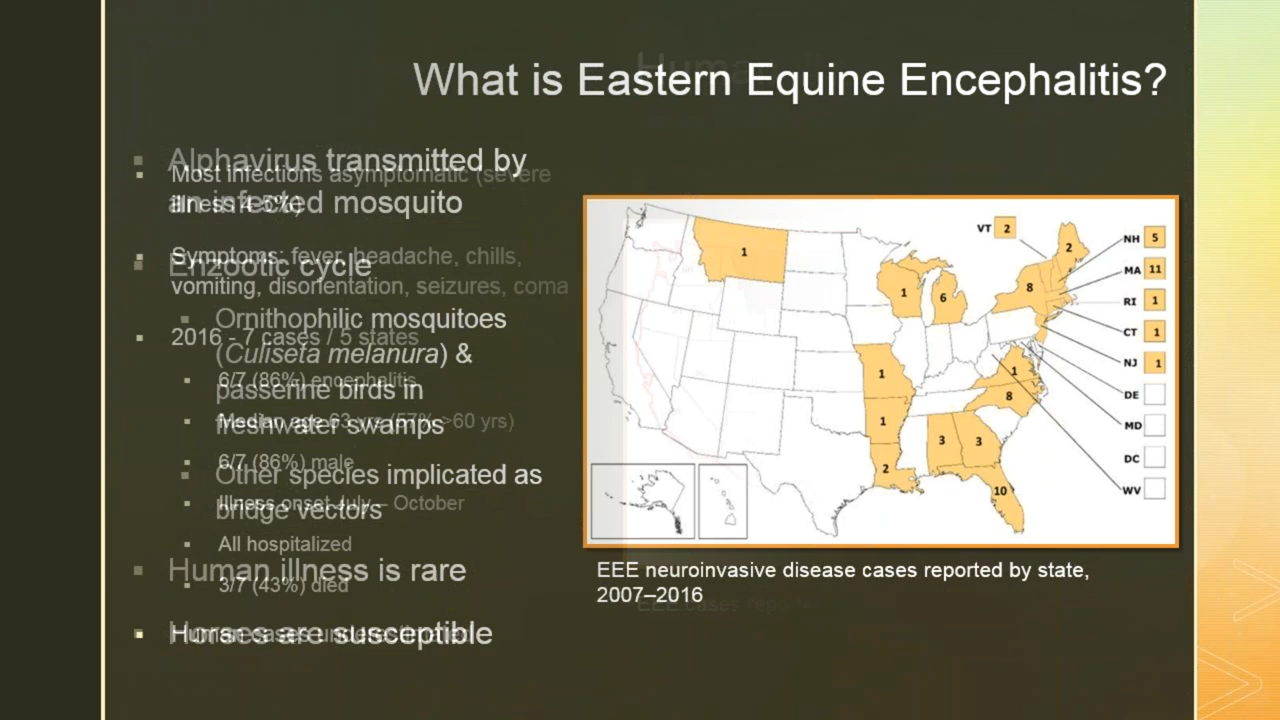 What is Eastern Equine Encephalitis?
Alphavirus transmitted by
an infected mosquito
Enzootic cycle
Ornithophilic mosquitoes
(Culiseta melanura) &
passerine birds in
freshwater swamps
Other species implicated as
bridge vectors
Human illness is rare
Horses are susceptible
Most infections asymptomatic (severe
illness 4-5%)
Symptoms: fever, headache, chills,
vomiting, disorientation, seizures, coma
2016 - 7 cases / 5 states
6/7 (86%) encephalitis
Median age 63 yrs (57% >60 yrs)
6/7 (86%) male
Illness onset July – October
All hospitalized
3/7 (43%) died
Human cases
VT 2
2
NH 5
MA 11
RI 1
CT 1
NJ 1
DE
MD
DC
WV
1
1
6
8
1
1
8
1
3
3
2
10
EEE neuroinvasive disease cases reported by state,
2007–2016
EEE cases